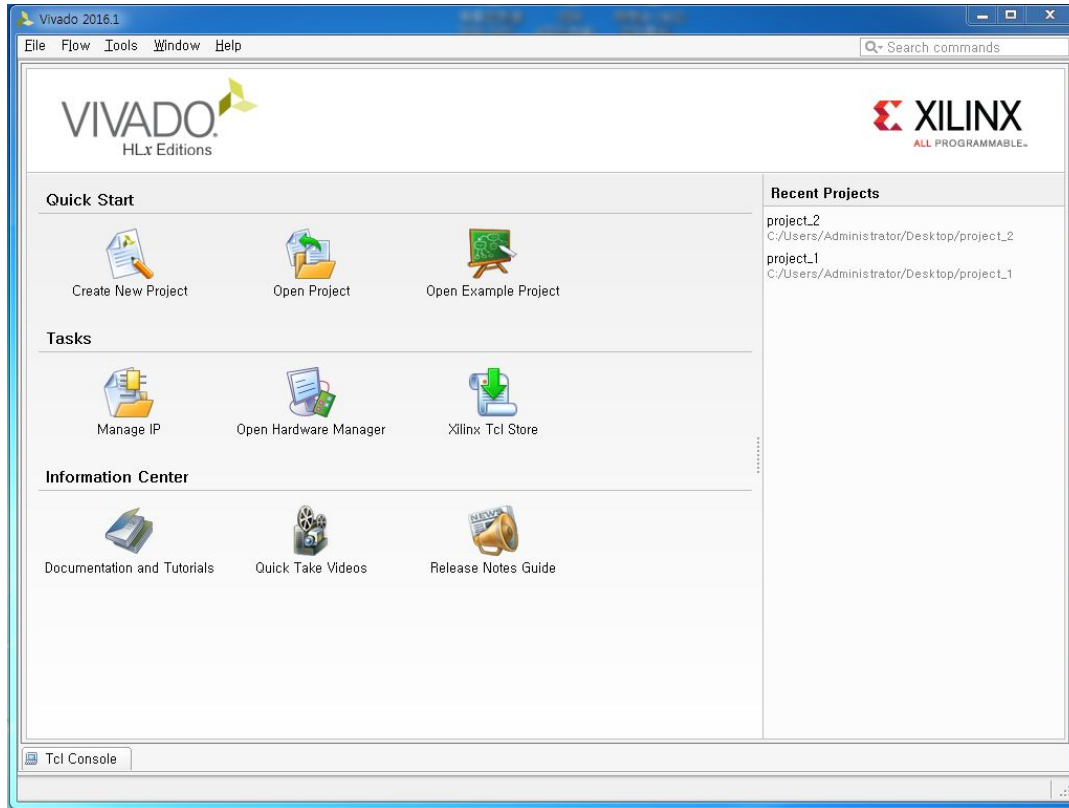 Vivado 2016.1
File Flow Tools Window Help
Search commands
VIVADO.
HLx Editions
XILINX
ALL PROGRAMMABLE™
Quick Start
Create New Project
Open Project
Open Example Project
Tasks
Manage IP
Open Hardware Manager
Xilinx Tcl Store
Information Center
NEWS
Documentation and Tutorials
Quick Take Videos
Release Notes Guide
Recent Projects
project_2
C:/Users/Administrator/Desktop/project_2
project_1
C:/Users/Administrator/Desktop/project_1
Tcl Console